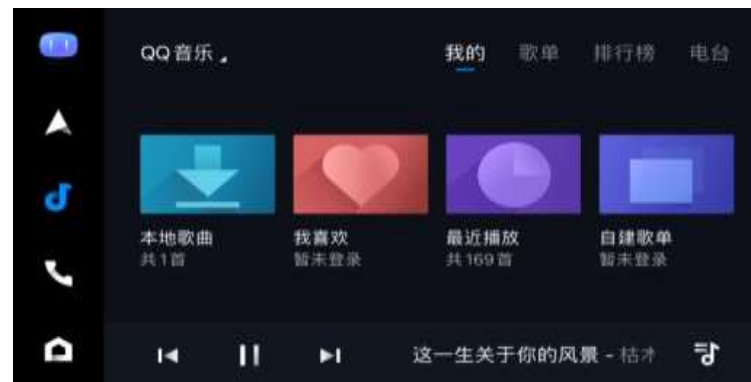 QQ音乐
我的 歌单 排行榜 电台
本地歌曲 我喜欢 最近播放 自建歌单
共1首 暂未登录 共169首 暂未登录
这一生关于你的风景 - 枯木